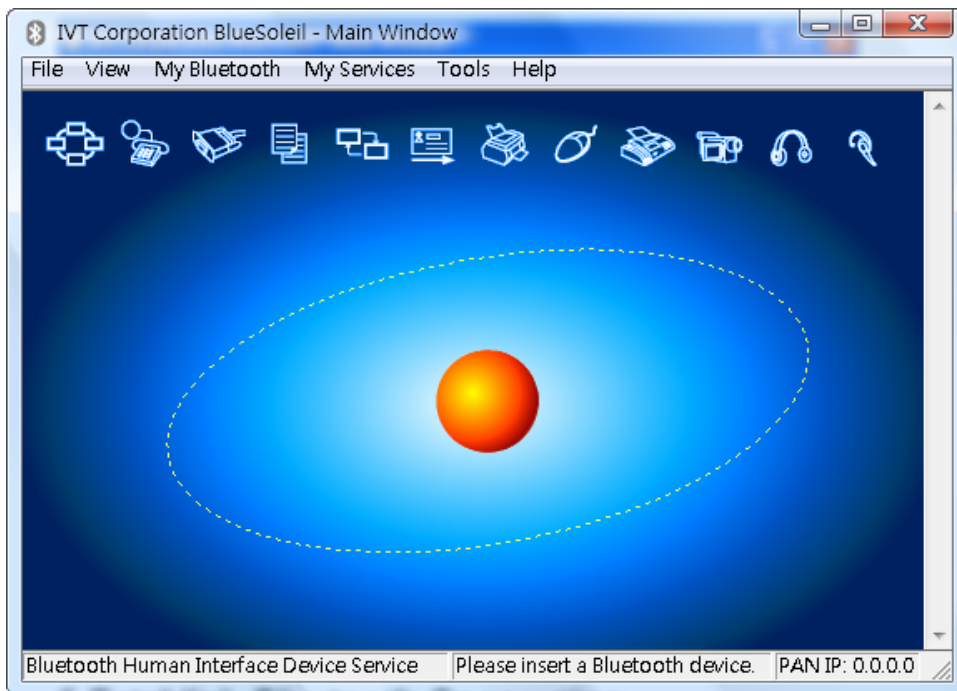 IVT Corporation BlueSoleil - Main Window
File View My Bluetooth My Services Tools Help
Bluetooth Human Interface Device Service Please insert a Bluetooth device. PAN IP: 0.0.0.0